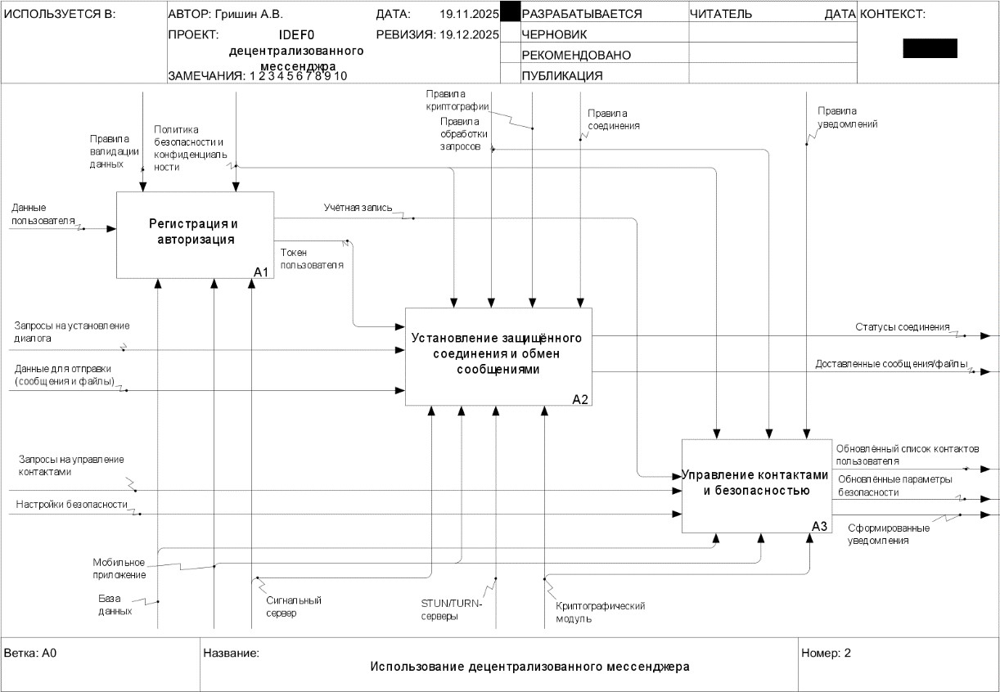 ИСПОЛЬЗУЕТСЯ В:
АВТОР: Гришин А.В.
ДАТА: 19.11.2025
РАЗРАБАТЫВАЕТСЯ
ЧИТАТЕЛЬ
ДАТА
КОНТЕКСТ:
ПРОЕКТ: IDEF0
децентрализованного
мессенджра
РЕВИЗИЯ: 19.12.2025
ЧЕРНОВИК
РЕКОМЕНДОВАНО
ЗАМЕЧАНИЯ: 1 2 3 4 5 6 7 8 9 10
ПУБЛИКАЦИЯ
Правила
валидации
данных
Политика
безопасности и
конфиденциаль
ности
Правила
криптографии
Правила
обработки
запросов
Правила
соединения
Правила
уведомлений
Данные
пользователя
Регистрация и
авторизация
A1
Учётная запись
Токен
пользователя
Запросы на установление
диалога
Данные для отправки
(сообщения и файлы)
Установление защищённого
соединения и обмен
сообщениями
A2
Статусы соединения
Доставленные сообщения/файлы
Запросы на управление
контактами
Настройки безопасности
Управление контактами
и безопасностью
A3
Обновлённый список контактов
пользователя
Обновлённые параметры
безопасности
Сформированные
уведомления
Мобильное
приложение
База
данных
Сигнальный
сервер
STUN/TURN-
серверы
Криптографический
модуль
Ветка: A0
Название:
Использование децентрализованного мессенджера
Номер: 2